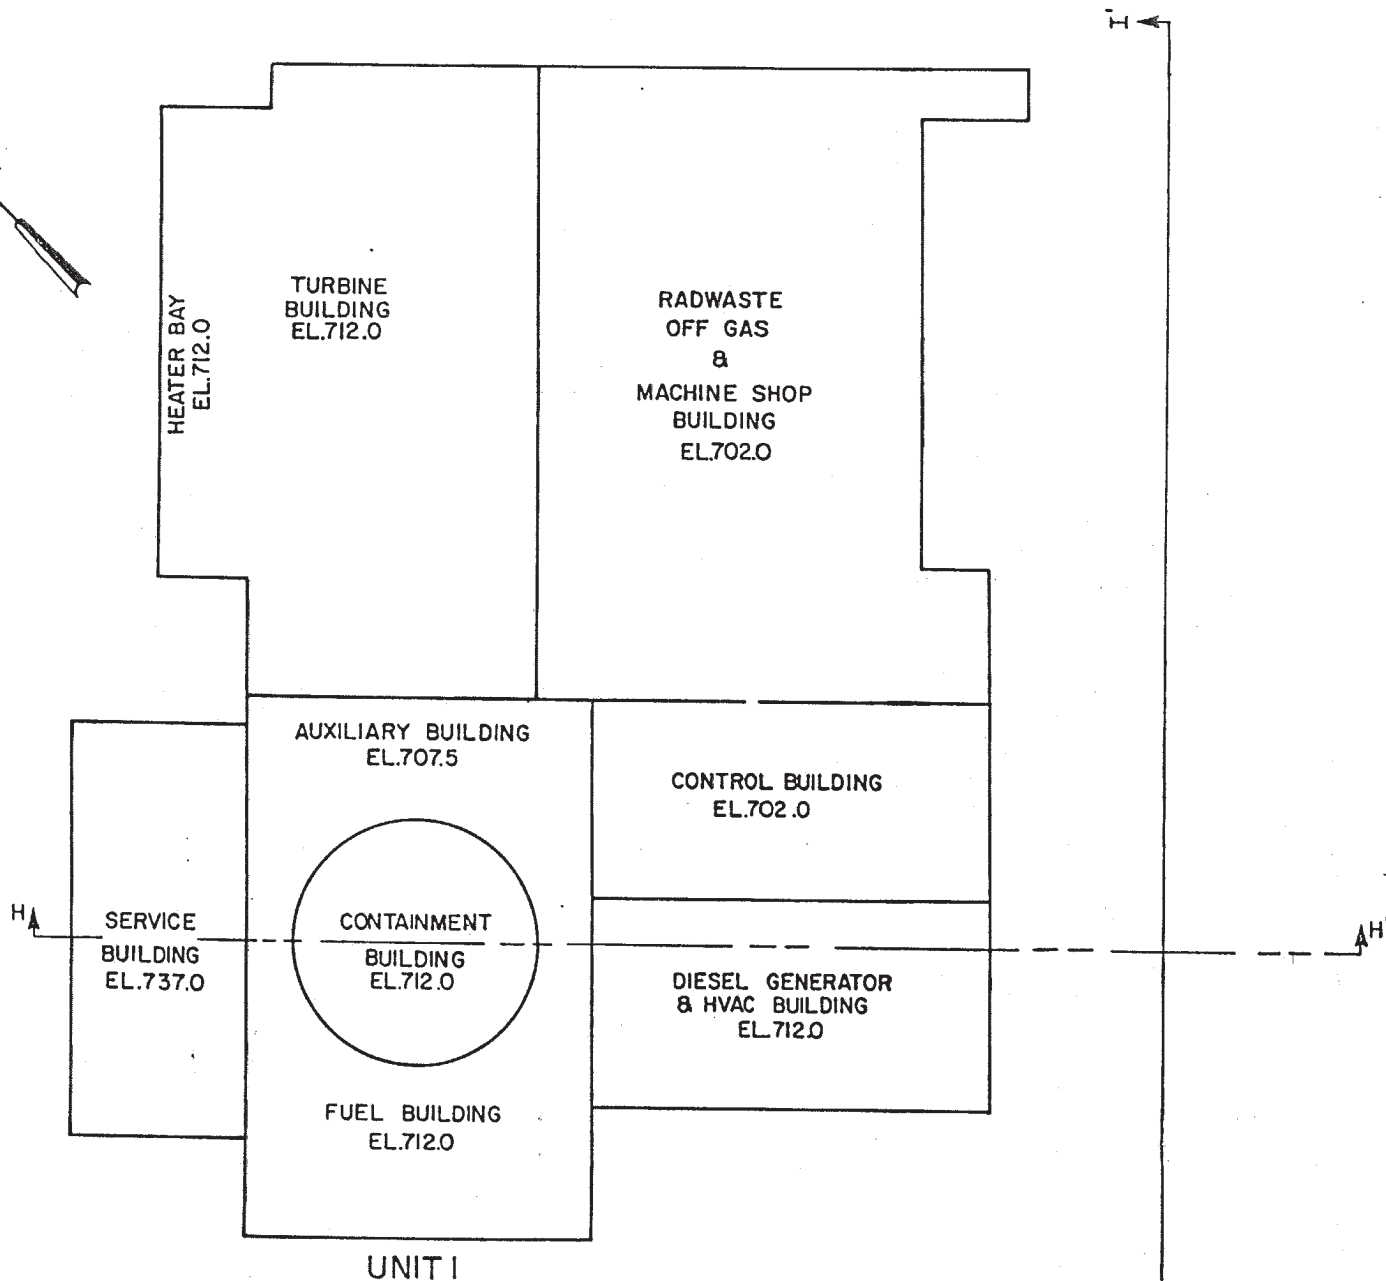 I
TURBINE
BUILDING
EL.712.0
HEATER BAY
EL.712.0
RADWASTE
OFF GAS
&
MACHINE SHOP
BUILDING
EL.702.0
AUXILIARY BUILDING
EL.707.5
CONTROL BUILDING
EL.702.0
H
SERVICE
BUILDING
EL.737.0
CONTAINMENT
BUILDING
EL.712.0
H'
DIESEL GENERATOR
& HVAC BUILDING
EL.712.0
FUEL BUILDING
EL.712.0
UNIT I